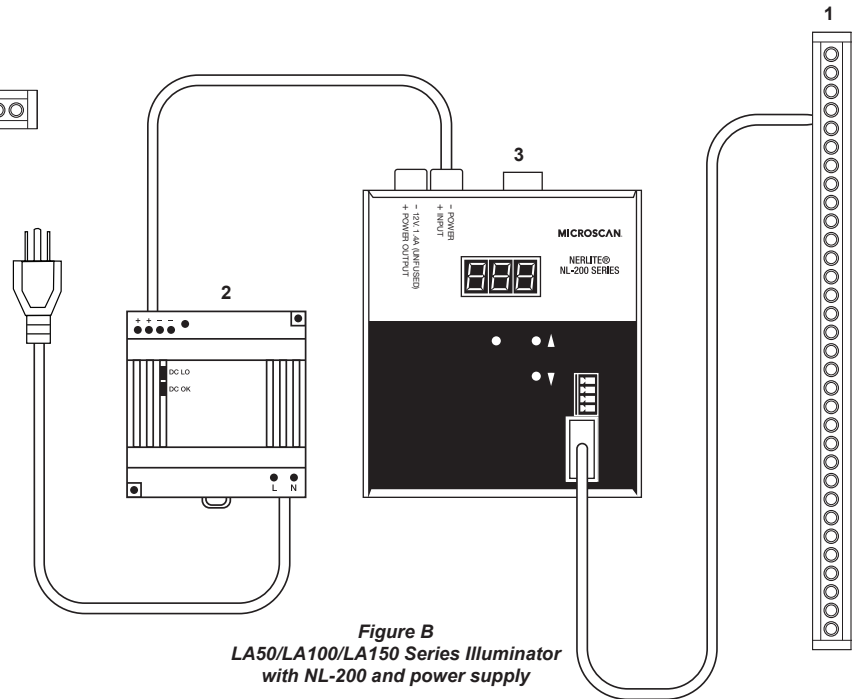 1
3
- POWER
+ INPUT
- 12V, 1.4A (UNFUSED)
+ POWER OUTPUT
MICROSCAN.
NERLITE®
NL-200 SERIES
888
2
+ + – –
DC LO
DC OK
L N
Figure B
LA50/LA100/LA150 Series Illuminator
with NL-200 and power supply